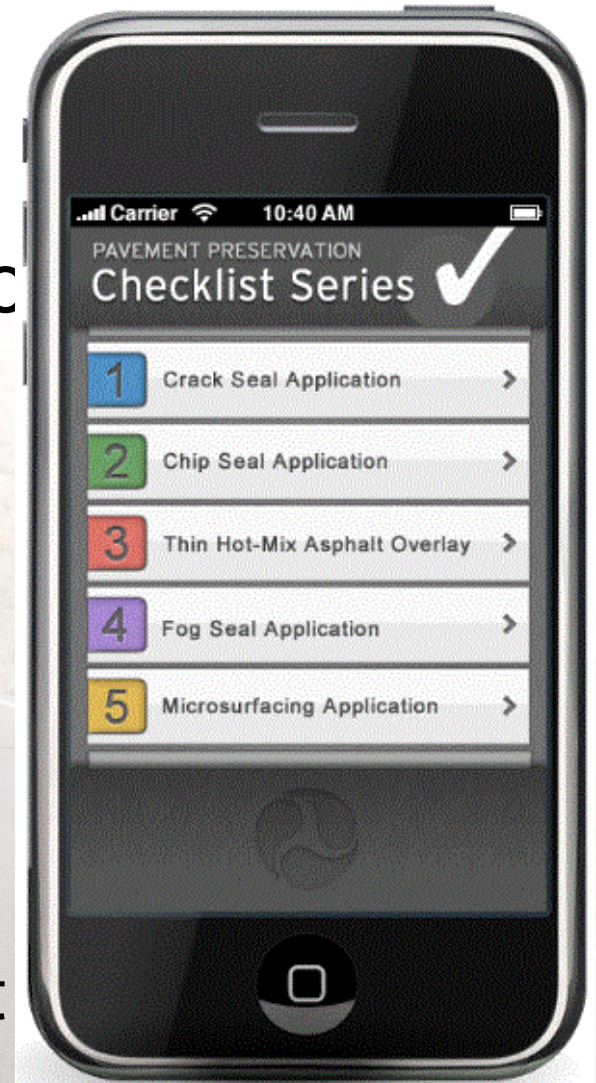 Carrier 10:40 AM
PAVEMENT PRESERVATION
Checklist Series
1 Crack Seal Application
2 Chip Seal Application
3 Thin Hot-Mix Asphalt Overlay
4 Fog Seal Application
5 Microsurfacing Application